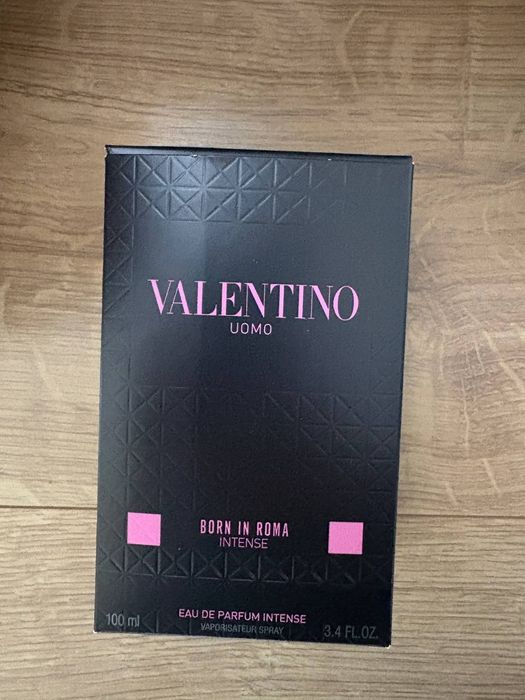 VALENTINO
UOMO
BORN IN ROMA
INTENSE
EAU DE PARFUM INTENSE
100 ml VAPORISATEUR SPRAY 3.4 FL.OZ.